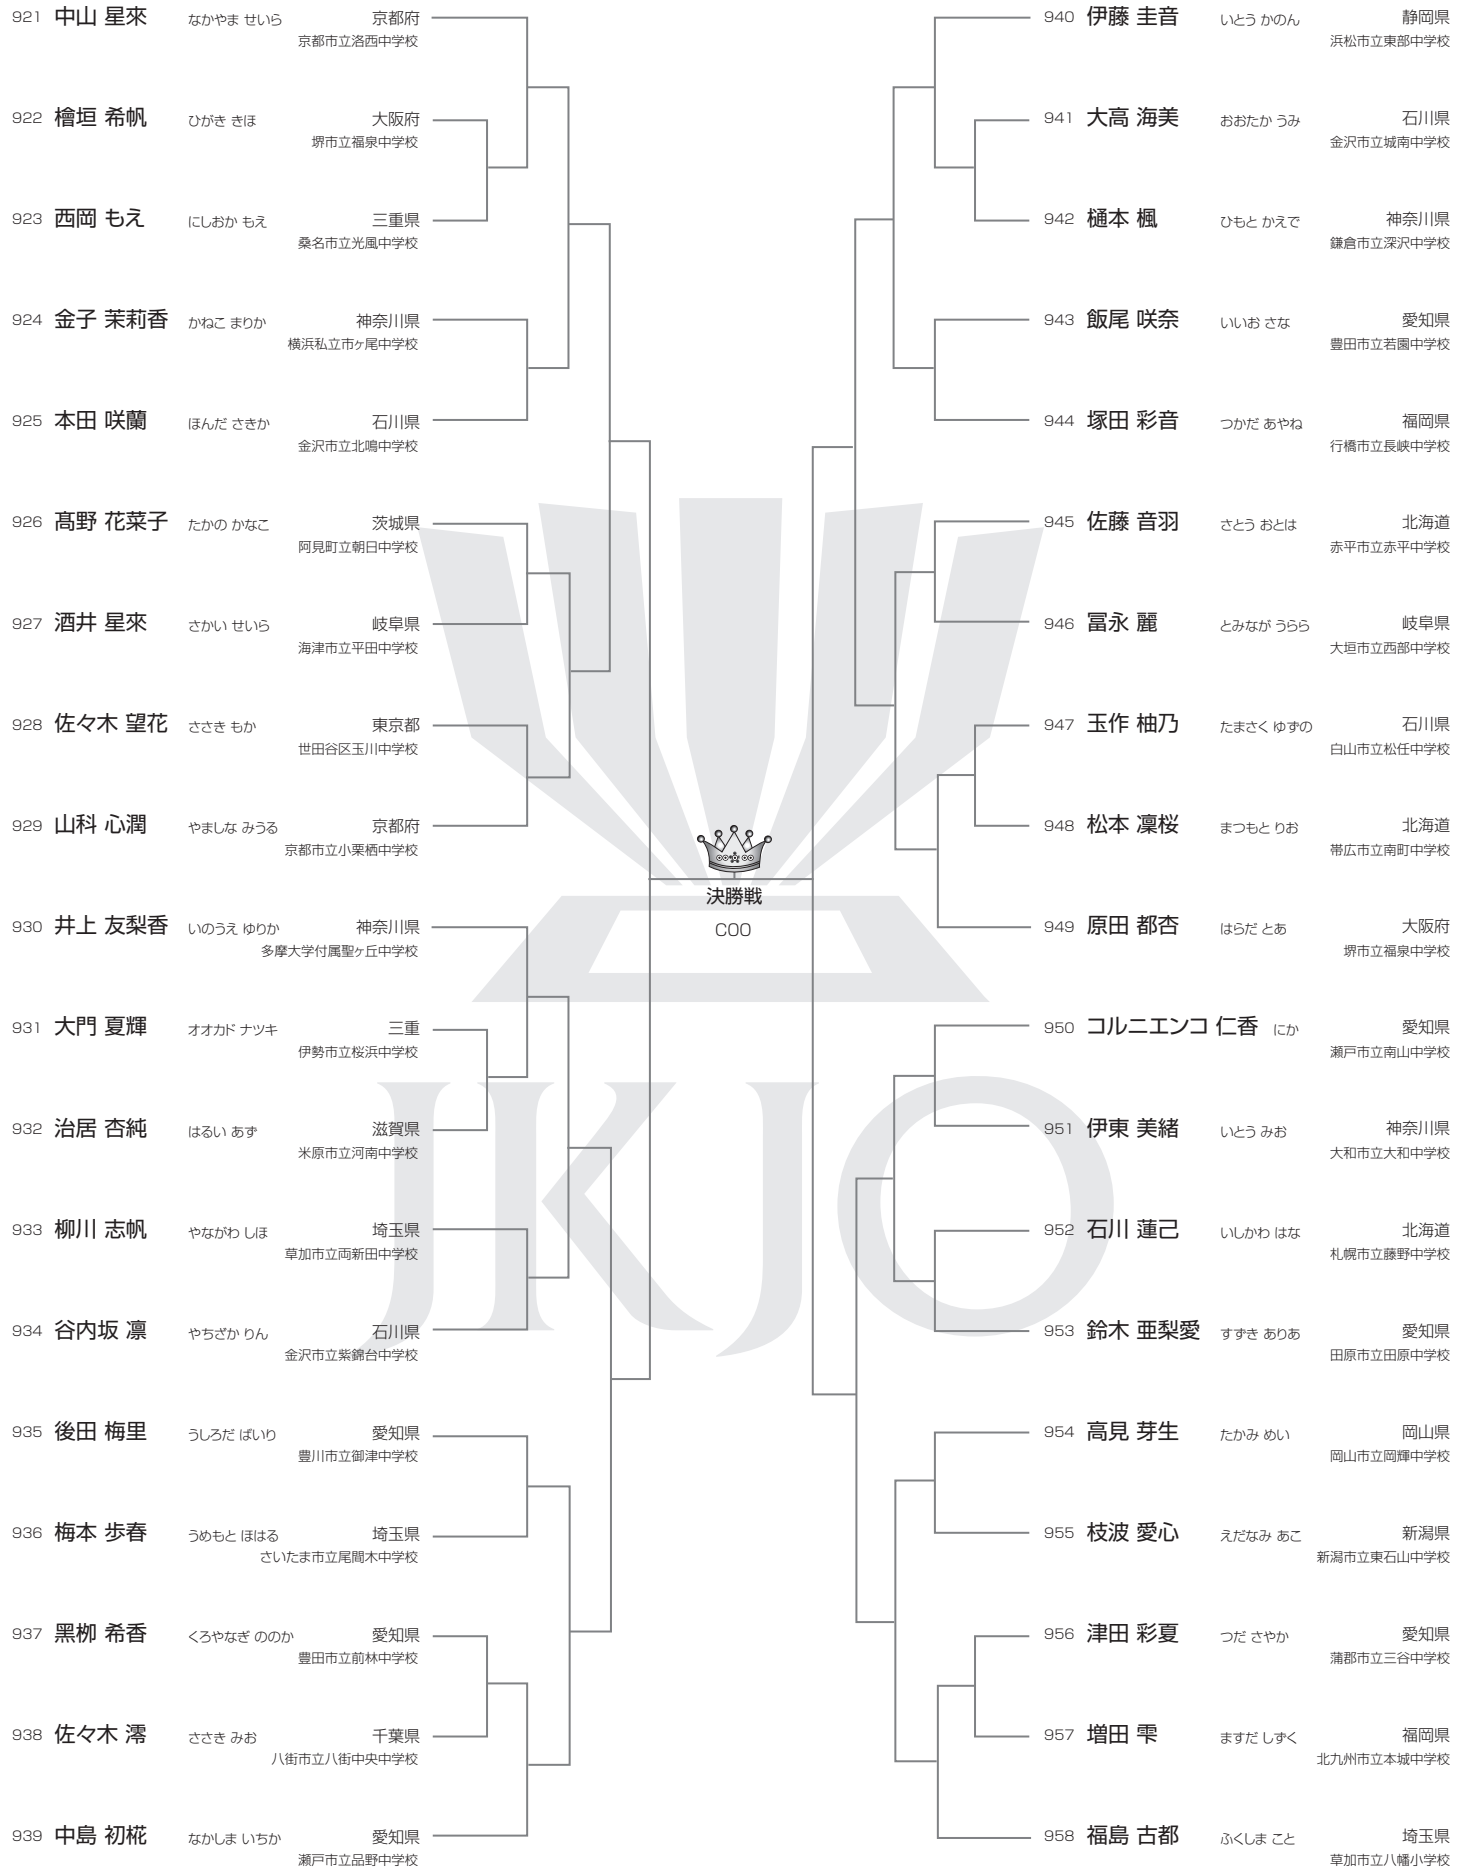 921 中山 星來 なかやま せいら 京都府
京都市立洛西中学校
922 檜垣 希帆 ひがき きほ 大阪府
堺市立福泉中学校
923 西岡 もえ にしおか もえ 三重県
桑名市立光風中学校
924 金子 茉莉香 かねこ まりか 神奈川県
横浜私立市ヶ尾中学校
925 本田 咲蘭 ほんだ さきか 石川県
金沢市立北鳴中学校
926 髙野 花菜子 たかの かなこ 茨城県
阿見町立朝日中学校
927 酒井 星來 さかい せいら 岐阜県
海津市立平田中学校
928 佐々木 望花 ささき もか 東京都
世田谷区玉川中学校
929 山科 心潤 やましな みうる 京都府
京都市立小栗栖中学校
930 井上 友梨香 いのうえ ゆりか 神奈川県
多摩大学付属聖ヶ丘中学校
931 大門 夏輝 オオカド ナツキ 三重
伊勢市立桜浜中学校
932 治居 杏純 はるい あず 滋賀県
米原市立河南中学校
933 柳川 志帆 やながわ しほ 埼玉県
草加市立両新田中学校
934 谷内坂 凛 やちざか りん 石川県
金沢市立紫錦台中学校
935 後田 梅里 うしろだ ばいり 愛知県
豊川市立御津中学校
936 梅本 歩春 うめもと ほはる 埼玉県
さいたま市立尾間木中学校
937 黑栁 希香 くろやなぎ ののか 愛知県
豊田市立前林中学校
938 佐々木 澪 ささき みお 千葉県
八街市立八街中央中学校
939 中島 初椛 なかしま いちか 愛知県
瀬戸市立品野中学校
決勝戦
C00
JKJO
940 伊藤 圭音 いとう かのん 静岡県
浜松市立東部中学校
941 大高 海美 おおたか うみ 石川県
金沢市立城南中学校
942 樋本 楓 ひもと かえで 神奈川県
鎌倉市立深沢中学校
943 飯尾 咲奈 いいお さな 愛知県
豊田市立若園中学校
944 塚田 彩音 つかだ あやね 福岡県
行橋市立長峡中学校
945 佐藤 音羽 さとう おとは 北海道
赤平市立赤平中学校
946 冨永 麗 とみなが うらら 岐阜県
大垣市立西部中学校
947 玉作 柚乃 たまさく ゆずの 石川県
白山市立松任中学校
948 松本 凜桜 まつもと りお 北海道
帯広市立南町中学校
949 原田 都杏 はらだ とあ 大阪府
堺市立福泉中学校
950 コルニエンコ 仁香 にか 愛知県
瀬戸市立南山中学校
951 伊東 美緒 いとう みお 神奈川県
大和市立大和中学校
952 石川 蓮己 いしかわ はな 北海道
札幌市立藤野中学校
953 鈴木 亜梨愛 すずき ありあ 愛知県
田原市立田原中学校
954 高見 芽生 たかみ めい 岡山県
岡山市立岡輝中学校
955 枝波 愛心 えだなみ あこ 新潟県
新潟市立東石山中学校
956 津田 彩夏 つだ さやか 愛知県
蒲郡市立三谷中学校
957 増田 雫 ますだ しずく 福岡県
北九州市立本城中学校
958 福島 古都 ふくしま こと 埼玉県
草加市立八幡小学校